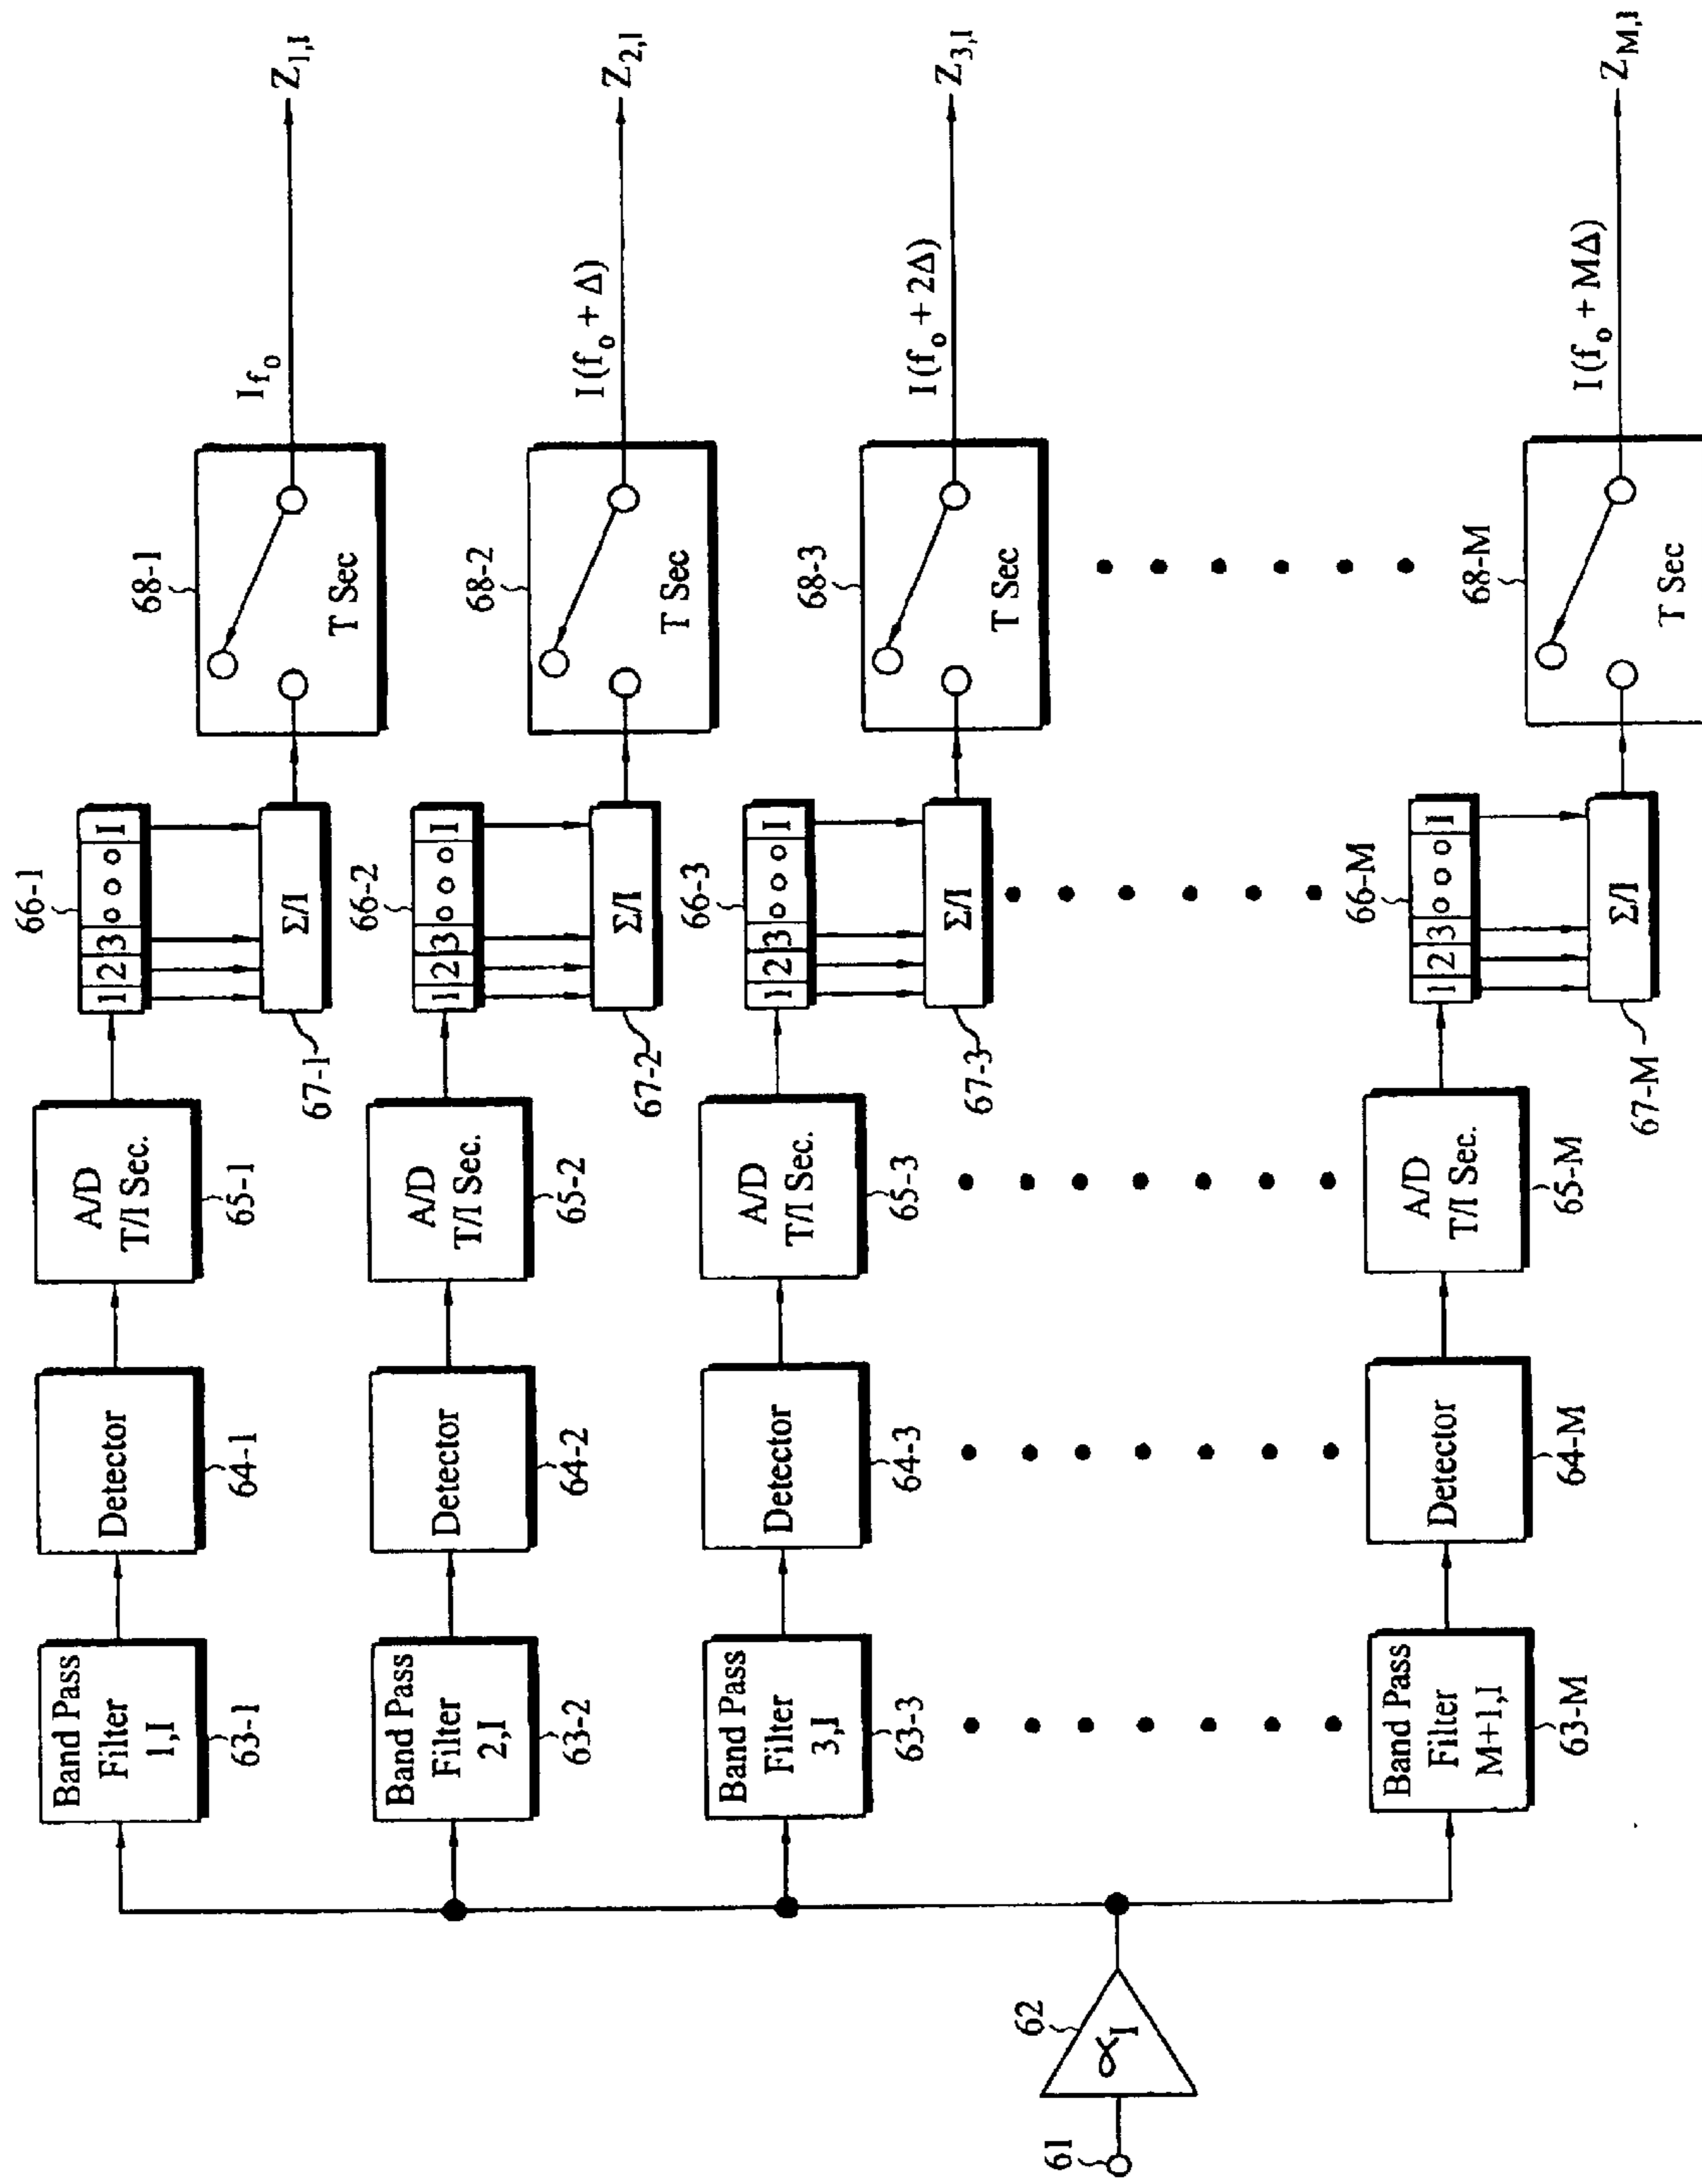 61
62
γI
Band Pass
Filter
1,I
63-1
Detector
64-1
A/D
T/I Sec.
65-1
66-1
1 2 3 o o o I
Σ/I
67-1
68-1
T Sec
I f₀
Z₁,I
Band Pass
Filter
2,I
63-2
Detector
64-2
A/D
T/I Sec.
65-2
66-2
1 2 3 o o o I
Σ/I
67-2
68-2
T Sec
I (f₀ + Δ)
Z₂,I
Band Pass
Filter
3,I
63-3
Detector
64-3
A/D
T/I Sec.
65-3
66-3
1 2 3 o o o I
Σ/I
67-3
68-3
T Sec
I (f₀ + 2Δ)
Z₃,I
Band Pass
Filter
M+1,I
63-M
Detector
64-M
A/D
T/I Sec.
65-M
66-M
1 2 3 o o o I
Σ/I
67-M
68-M
T Sec
I (f₀ + MΔ)
Z M,I